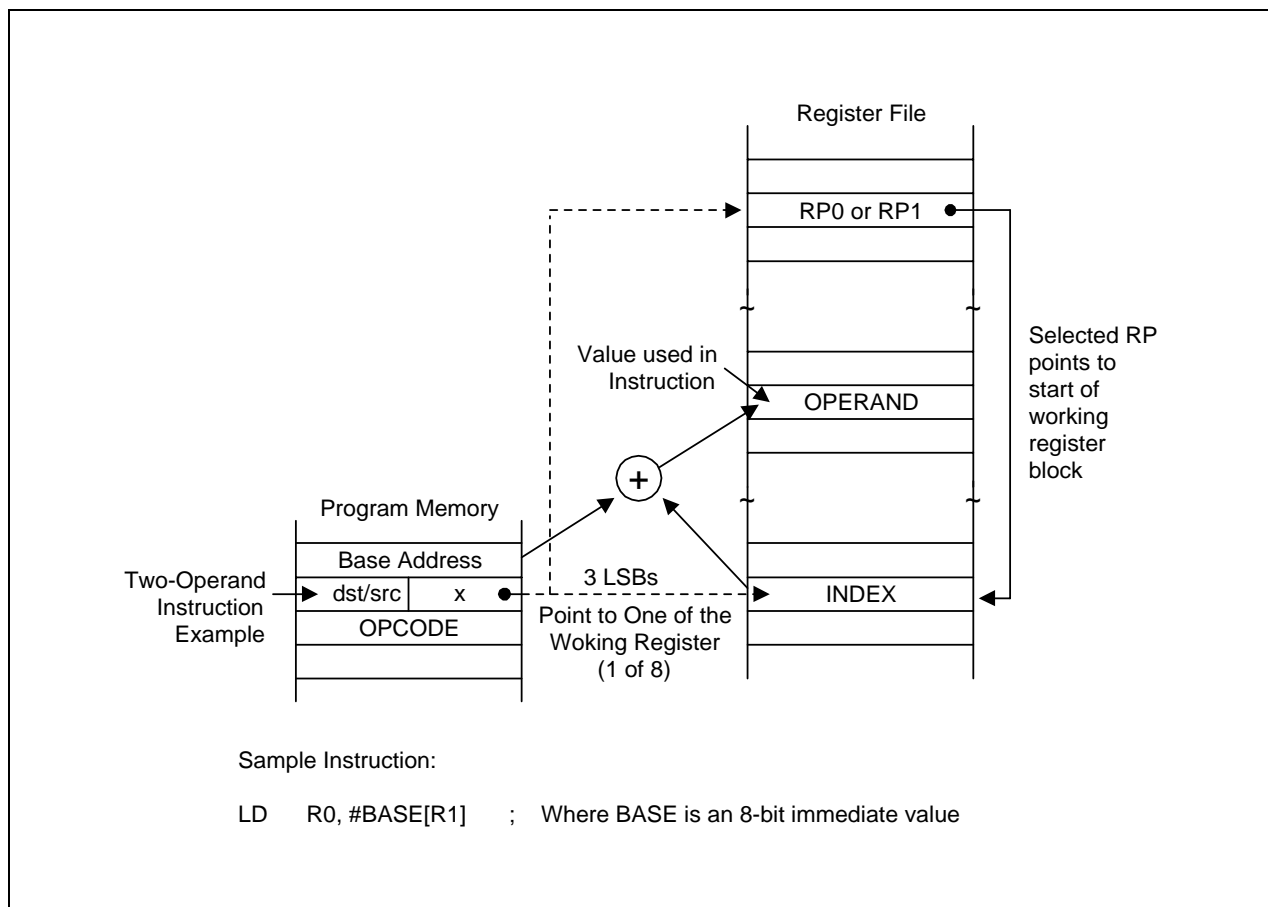 Register File
RP0 or RP1
Selected RP
points to
start of
working
register
block
Value used in
Instruction
OPERAND
+
Program Memory
Base Address
Two-Operand
Instruction
Example
dst/src
x
3 LSBs
INDEX
OPCODE
Point to One of the
Woking Register
(1 of 8)
~
~
~
~
Sample Instruction:
LD R0, #BASE[R1] ; Where BASE is an 8-bit immediate value